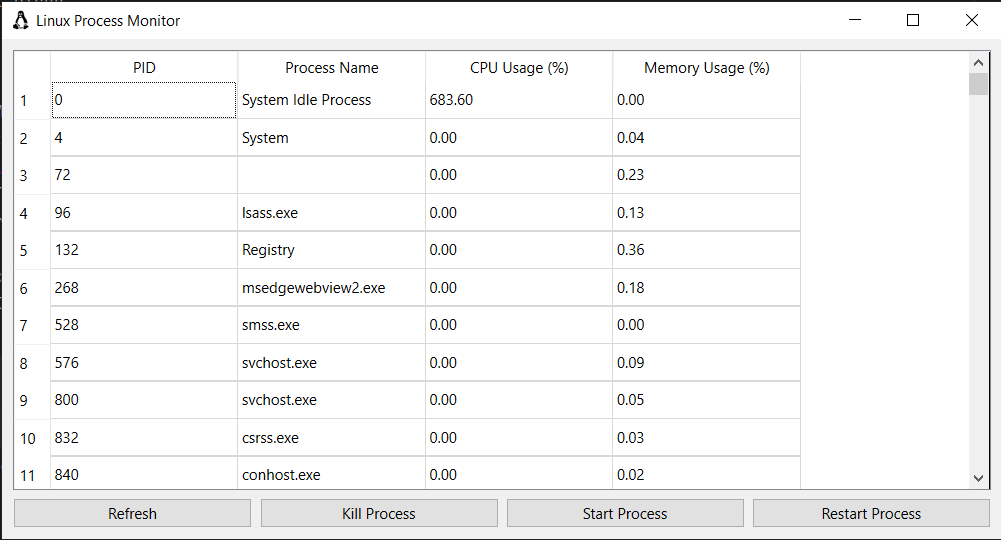 Linux Process Monitor
PID Process Name CPU Usage (%) Memory Usage (%)
1 0 System Idle Process 683.60 0.00
2 4 System 0.00 0.04
3 72 0.00 0.23
4 96 lsass.exe 0.00 0.13
5 132 Registry 0.00 0.36
6 268 msedgewebview2.exe 0.00 0.18
7 528 smss.exe 0.00 0.00
8 576 svchost.exe 0.00 0.09
9 800 svchost.exe 0.00 0.05
10 832 csrss.exe 0.00 0.03
11 840 conhost.exe 0.00 0.02
Refresh Kill Process Start Process Restart Process